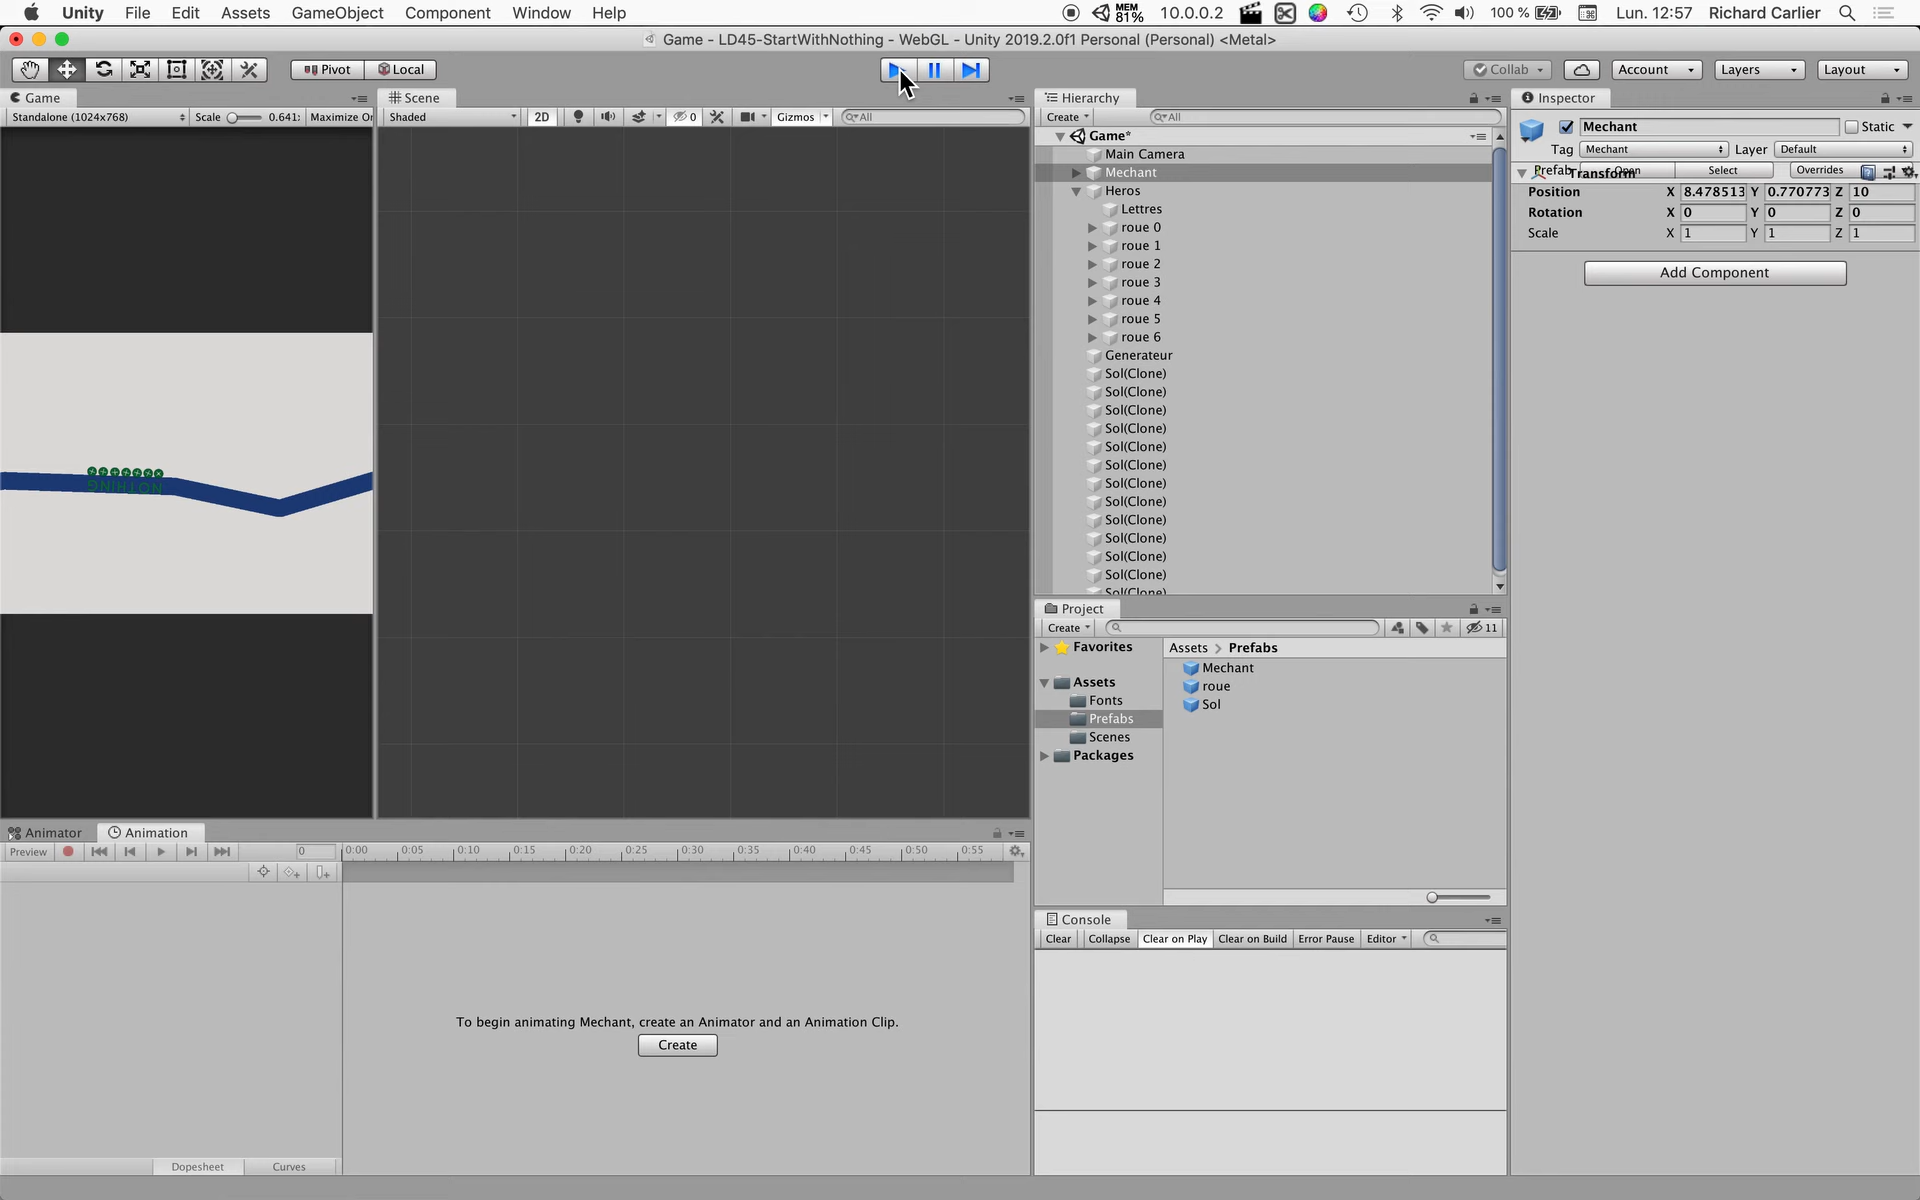 Unity File Edit Assets GameObject Component Window Help MEM 81% 10.0.0.2 100 % Lun. 12:57 Richard Carlier
Game - LD45-StartWithNothing - WebGL - Unity 2019.2.0f1 Personal (Personal) <Metal>
Pivot Local Collab Account Layers Layout
Game
Standalone (1024x768) Scale 0.641: Maximize On
NOTHING
Scene
Shaded 2D 0 Gizmos All
Hierarchy
Create All
Game*
Main Camera
Mechant
Heros
Lettres
roue 0
roue 1
roue 2
roue 3
roue 4
roue 5
roue 6
Generateur
Sol(Clone)
Sol(Clone)
Sol(Clone)
Sol(Clone)
Sol(Clone)
Sol(Clone)
Sol(Clone)
Sol(Clone)
Sol(Clone)
Sol(Clone)
Sol(Clone)
Sol(Clone)
Sol(Clone)
Project
Create 11
Favorites
Assets
Fonts
Prefabs
Scenes
Packages
Assets > Prefabs
Mechant
roue
Sol
Console
Clear Collapse Clear on Play Clear on Build Error Pause Editor
Inspector
Mechant Static
Tag Mechant Layer Default
Prefab Open Select Overrides
Transform
Position X 8.478513 Y 0.770773 Z 10
Rotation X 0 Y 0 Z 0
Scale X 1 Y 1 Z 1
Add Component
Animator Animation
Preview 0 0:00 0:05 0:10 0:15 0:20 0:25 0:30 0:35 0:40 0:45 0:50 0:55
To begin animating Mechant, create an Animator and an Animation Clip.
Create
Dopesheet Curves